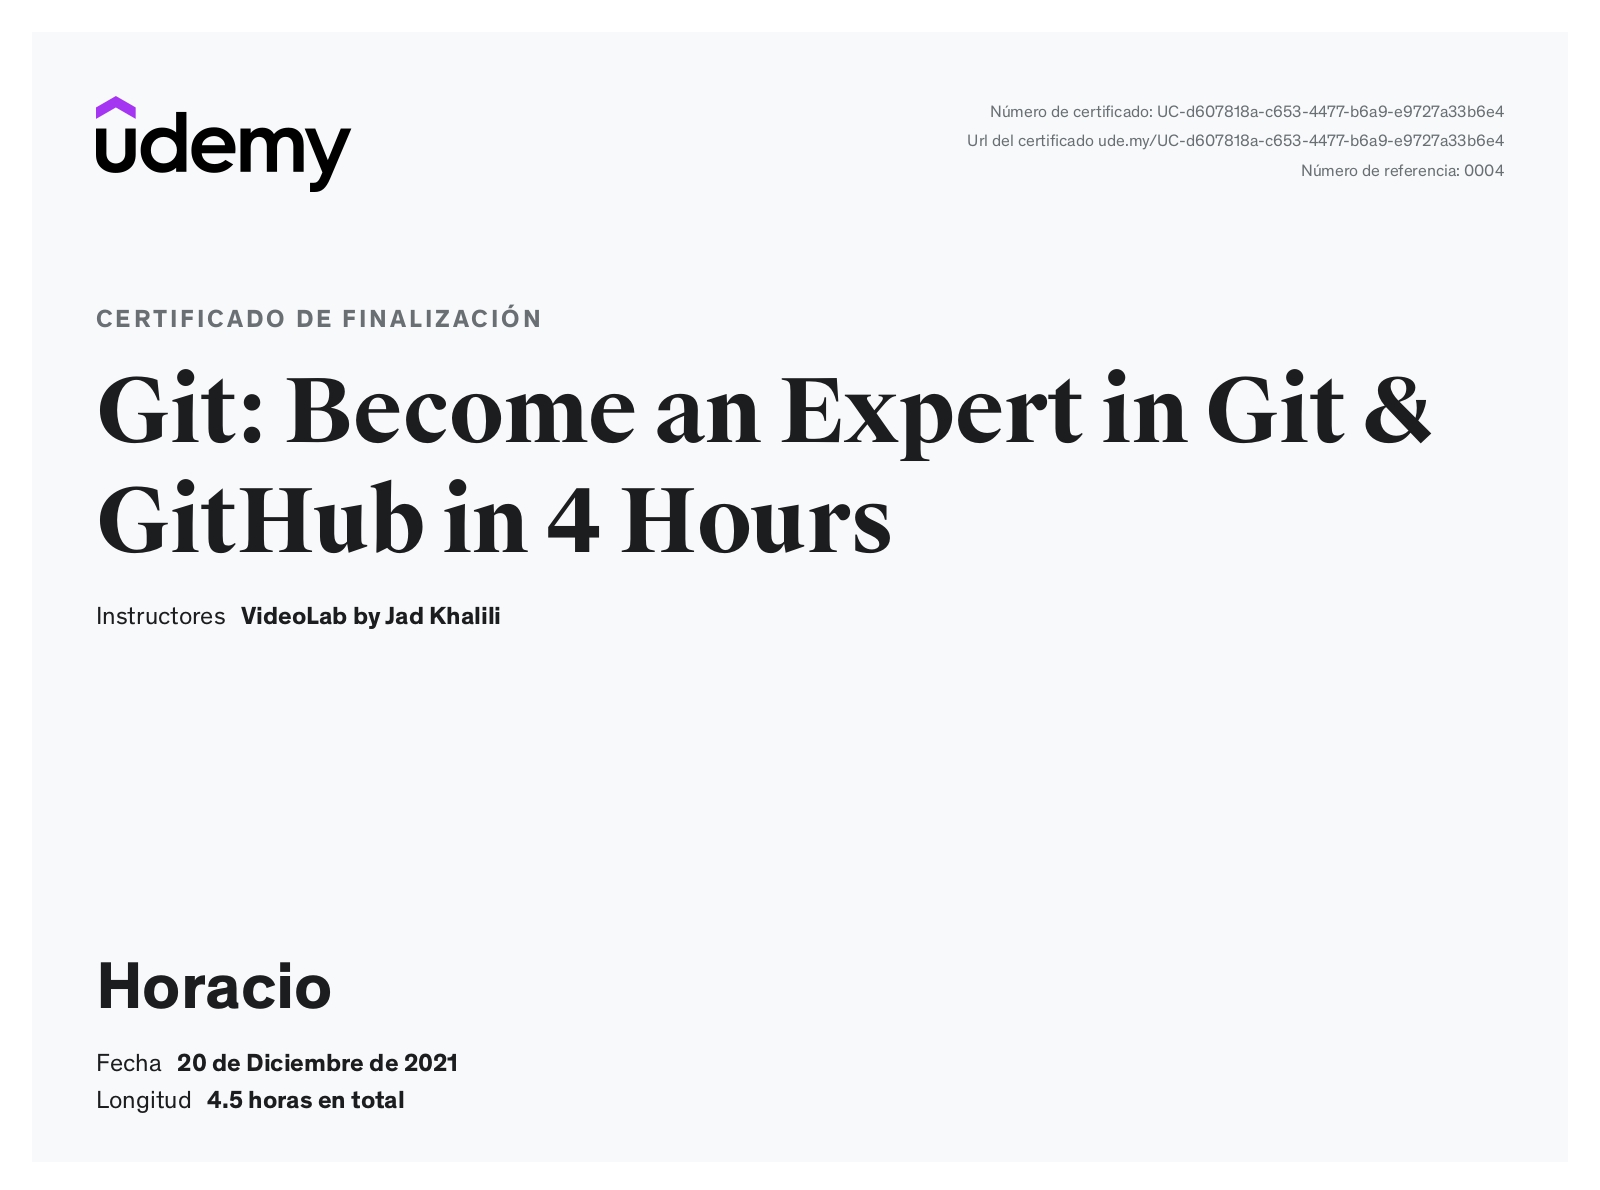 udemy
Número de certificado: UC-d607818a-c653-4477-b6a9-e9727a33b6e4
Url del certificado ude.my/UC-d607818a-c653-4477-b6a9-e9727a33b6e4
Número de referencia: 0004
CERTIFICADO DE FINALIZACIÓN
Git: Become an Expert in Git &
GitHub in 4 Hours
Instructores VideoLab by Jad Khalili
Horacio
Fecha 20 de Diciembre de 2021
Longitud 4.5 horas en total